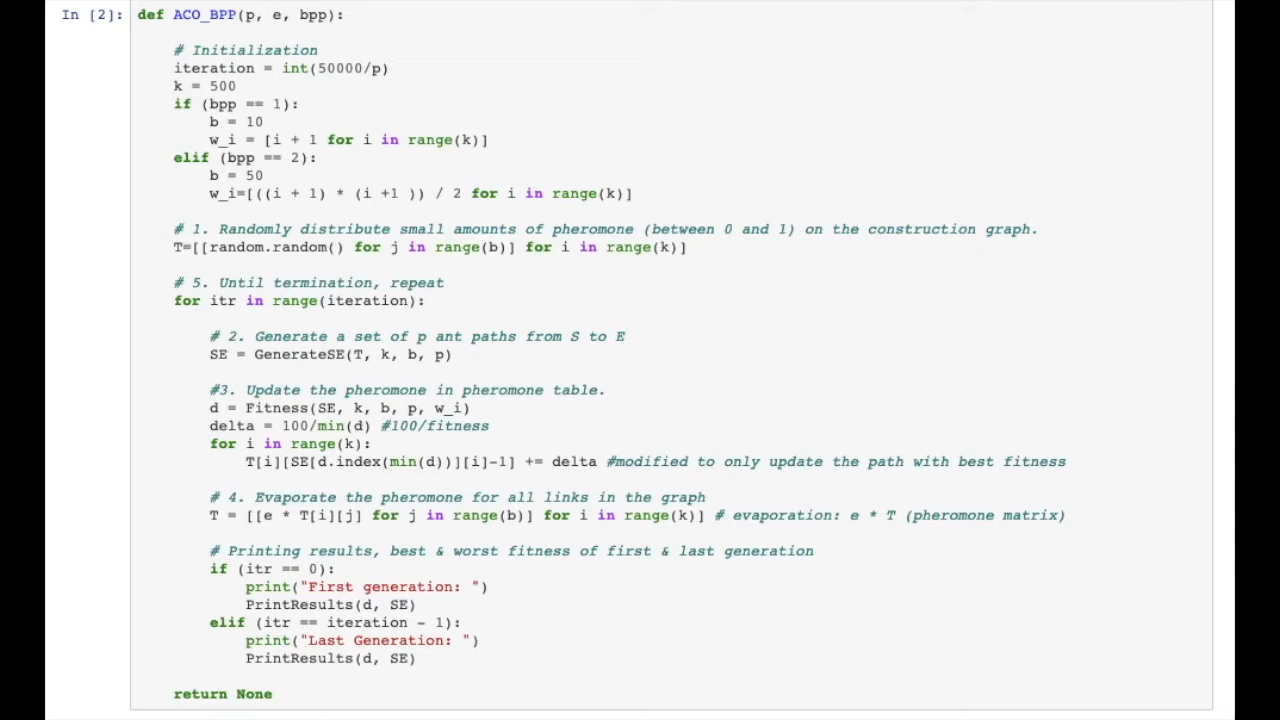 In [2]: def ACO_BPP(p, e, bpp):
# Initialization
iteration = int(50000/p)
k = 500
if (bpp == 1):
b = 10
w_i = [i + 1 for i in range(k)]
elif (bpp == 2):
b = 50
w_i=[((i + 1) * (i +1 )) / 2 for i in range(k)]
# 1. Randomly distribute small amounts of pheromone (between 0 and 1) on the construction graph.
T=[[random.random() for j in range(b)] for i in range(k)]
# 5. Until termination, repeat
for itr in range(iteration):
# 2. Generate a set of p ant paths from S to E
SE = GenerateSE(T, k, b, p)
#3. Update the pheromone in pheromone table.
d = Fitness(SE, k, b, p, w_i)
delta = 100/min(d) #100/fitness
for i in range(k):
T[i][SE[d.index(min(d))][i]-1] += delta #modified to only update the path with best fitness
# 4. Evaporate the pheromone for all links in the graph
T = [[e * T[i][j] for j in range(b)] for i in range(k)] # evaporation: e * T (pheromone matrix)
# Printing results, best & worst fitness of first & last generation
if (itr == 0):
print("First generation: ")
PrintResults(d, SE)
elif (itr == iteration - 1):
print("Last Generation: ")
PrintResults(d, SE)
return None